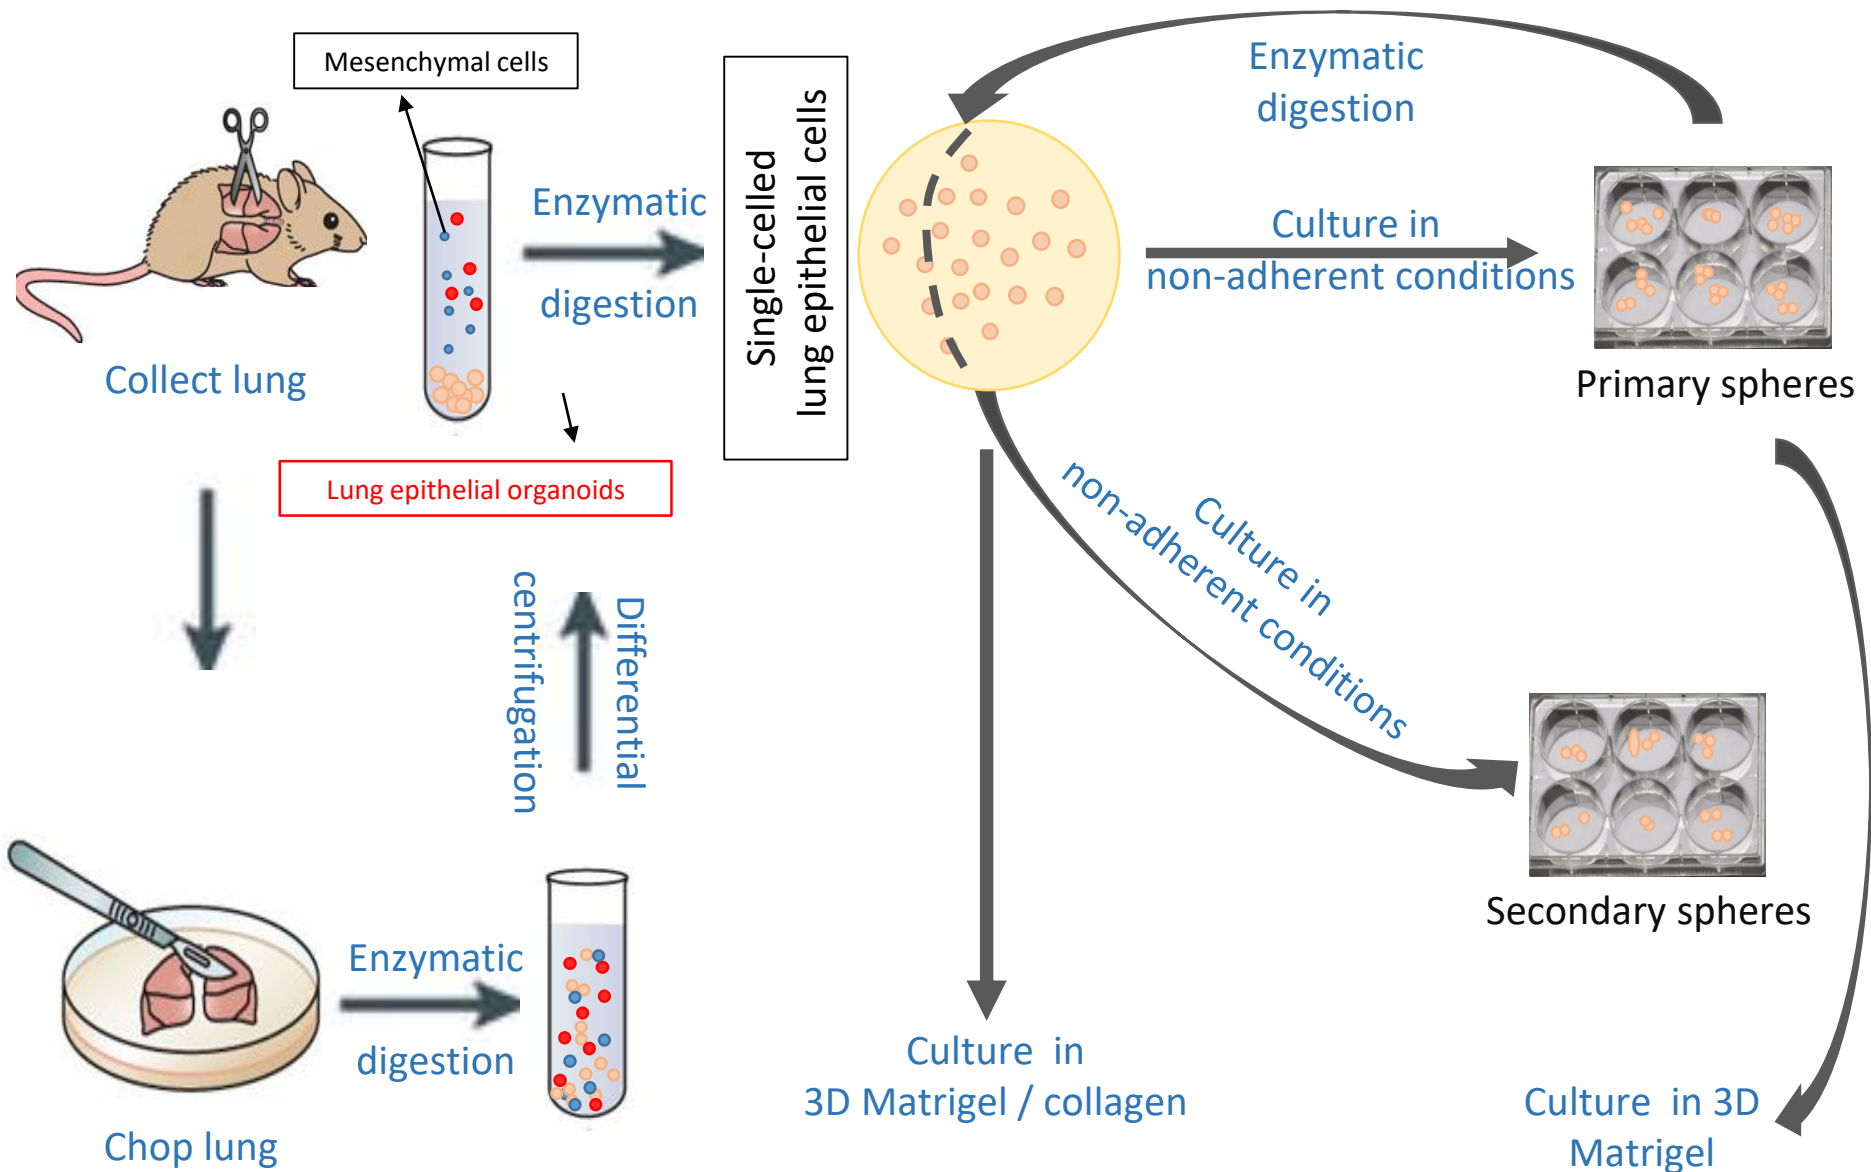 Mesenchymal cells
Collect lung
Enzymatic
digestion
Lung epithelial organoids
Single-celled
lung epithelial cells
Enzymatic
digestion
Culture in
non-adherent conditions
Primary spheres
Culture in
non-adherent conditions
Secondary spheres
Differential
centrifugation
Enzymatic
digestion
Chop lung
Culture in
3D Matrigel / collagen
Culture in 3D
Matrigel